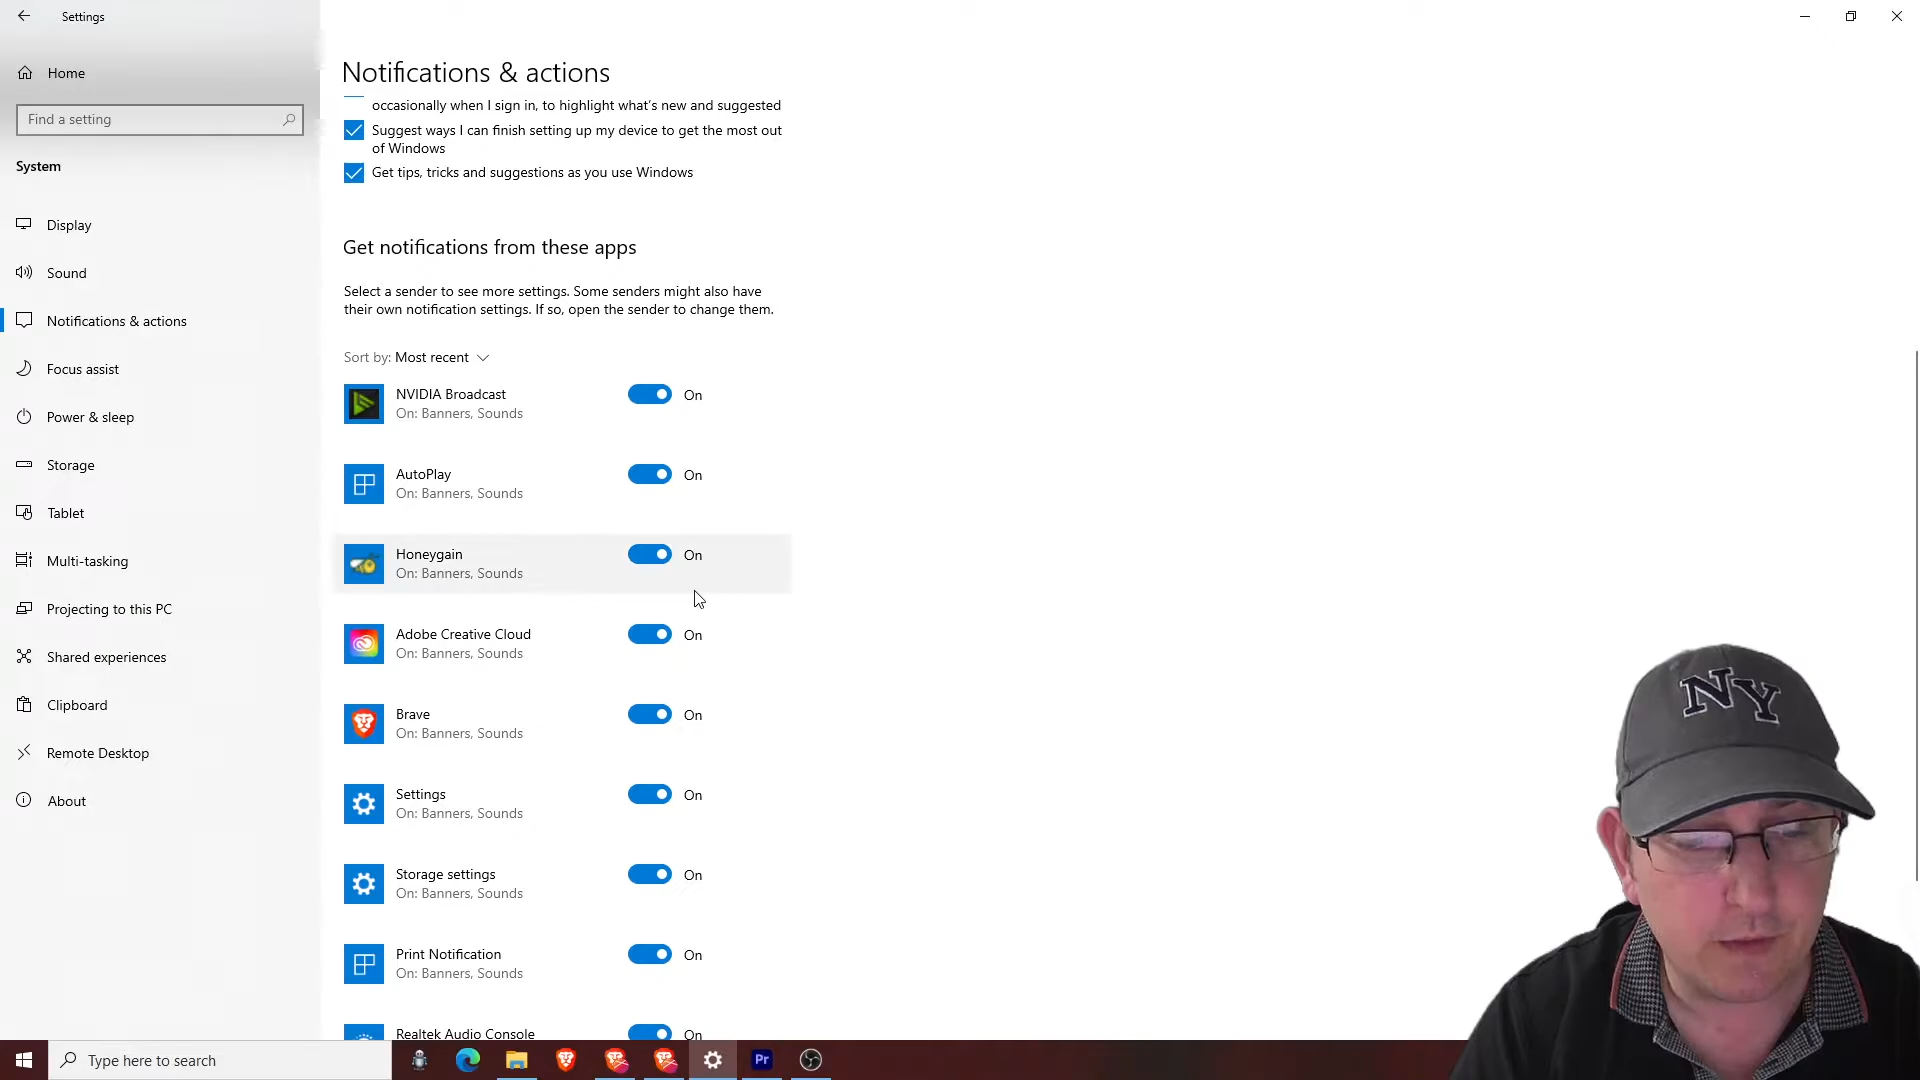 Settings
Home
Find a setting
System
Display
Sound
Notifications & actions
Focus assist
Power & sleep
Storage
Tablet
Multi-tasking
Projecting to this PC
Shared experiences
Clipboard
Remote Desktop
About
Notifications & actions
occasionally when I sign in, to highlight what's new and suggested
Suggest ways I can finish setting up my device to get the most out
of Windows
Get tips, tricks and suggestions as you use Windows
Get notifications from these apps
Select a sender to see more settings. Some senders might also have
their own notification settings. If so, open the sender to change them.
Sort by: Most recent
NVIDIA Broadcast
On: Banners, Sounds
On
AutoPlay
On: Banners, Sounds
On
Honeygain
On: Banners, Sounds
On
Adobe Creative Cloud
On: Banners, Sounds
On
Brave
On: Banners, Sounds
On
Settings
On: Banners, Sounds
On
Storage settings
On: Banners, Sounds
On
Print Notification
On: Banners, Sounds
On
Realtek Audio Console
On
NY
Type here to search
Pr